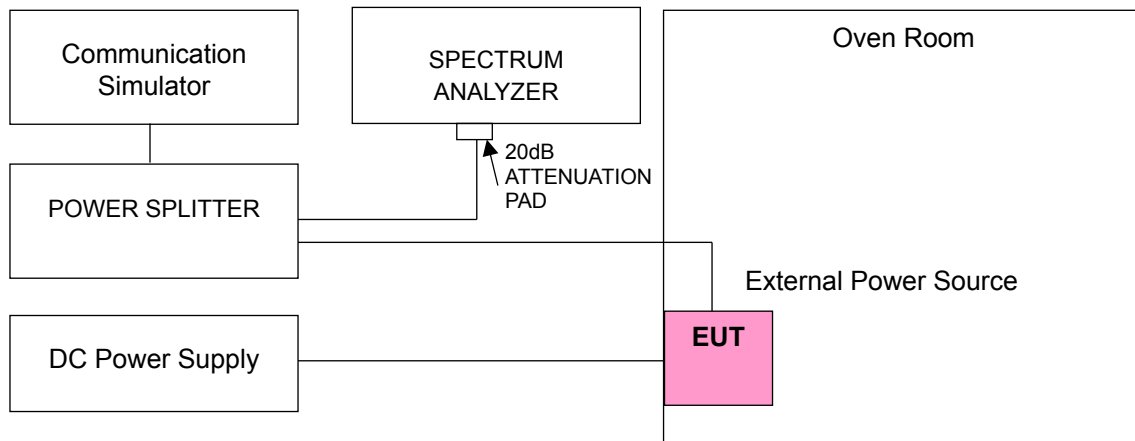 Communication
Simulator
SPECTRUM
ANALYZER
Oven Room
20dB
ATTENUATION
PAD
POWER SPLITTER
External Power Source
EUT
DC Power Supply